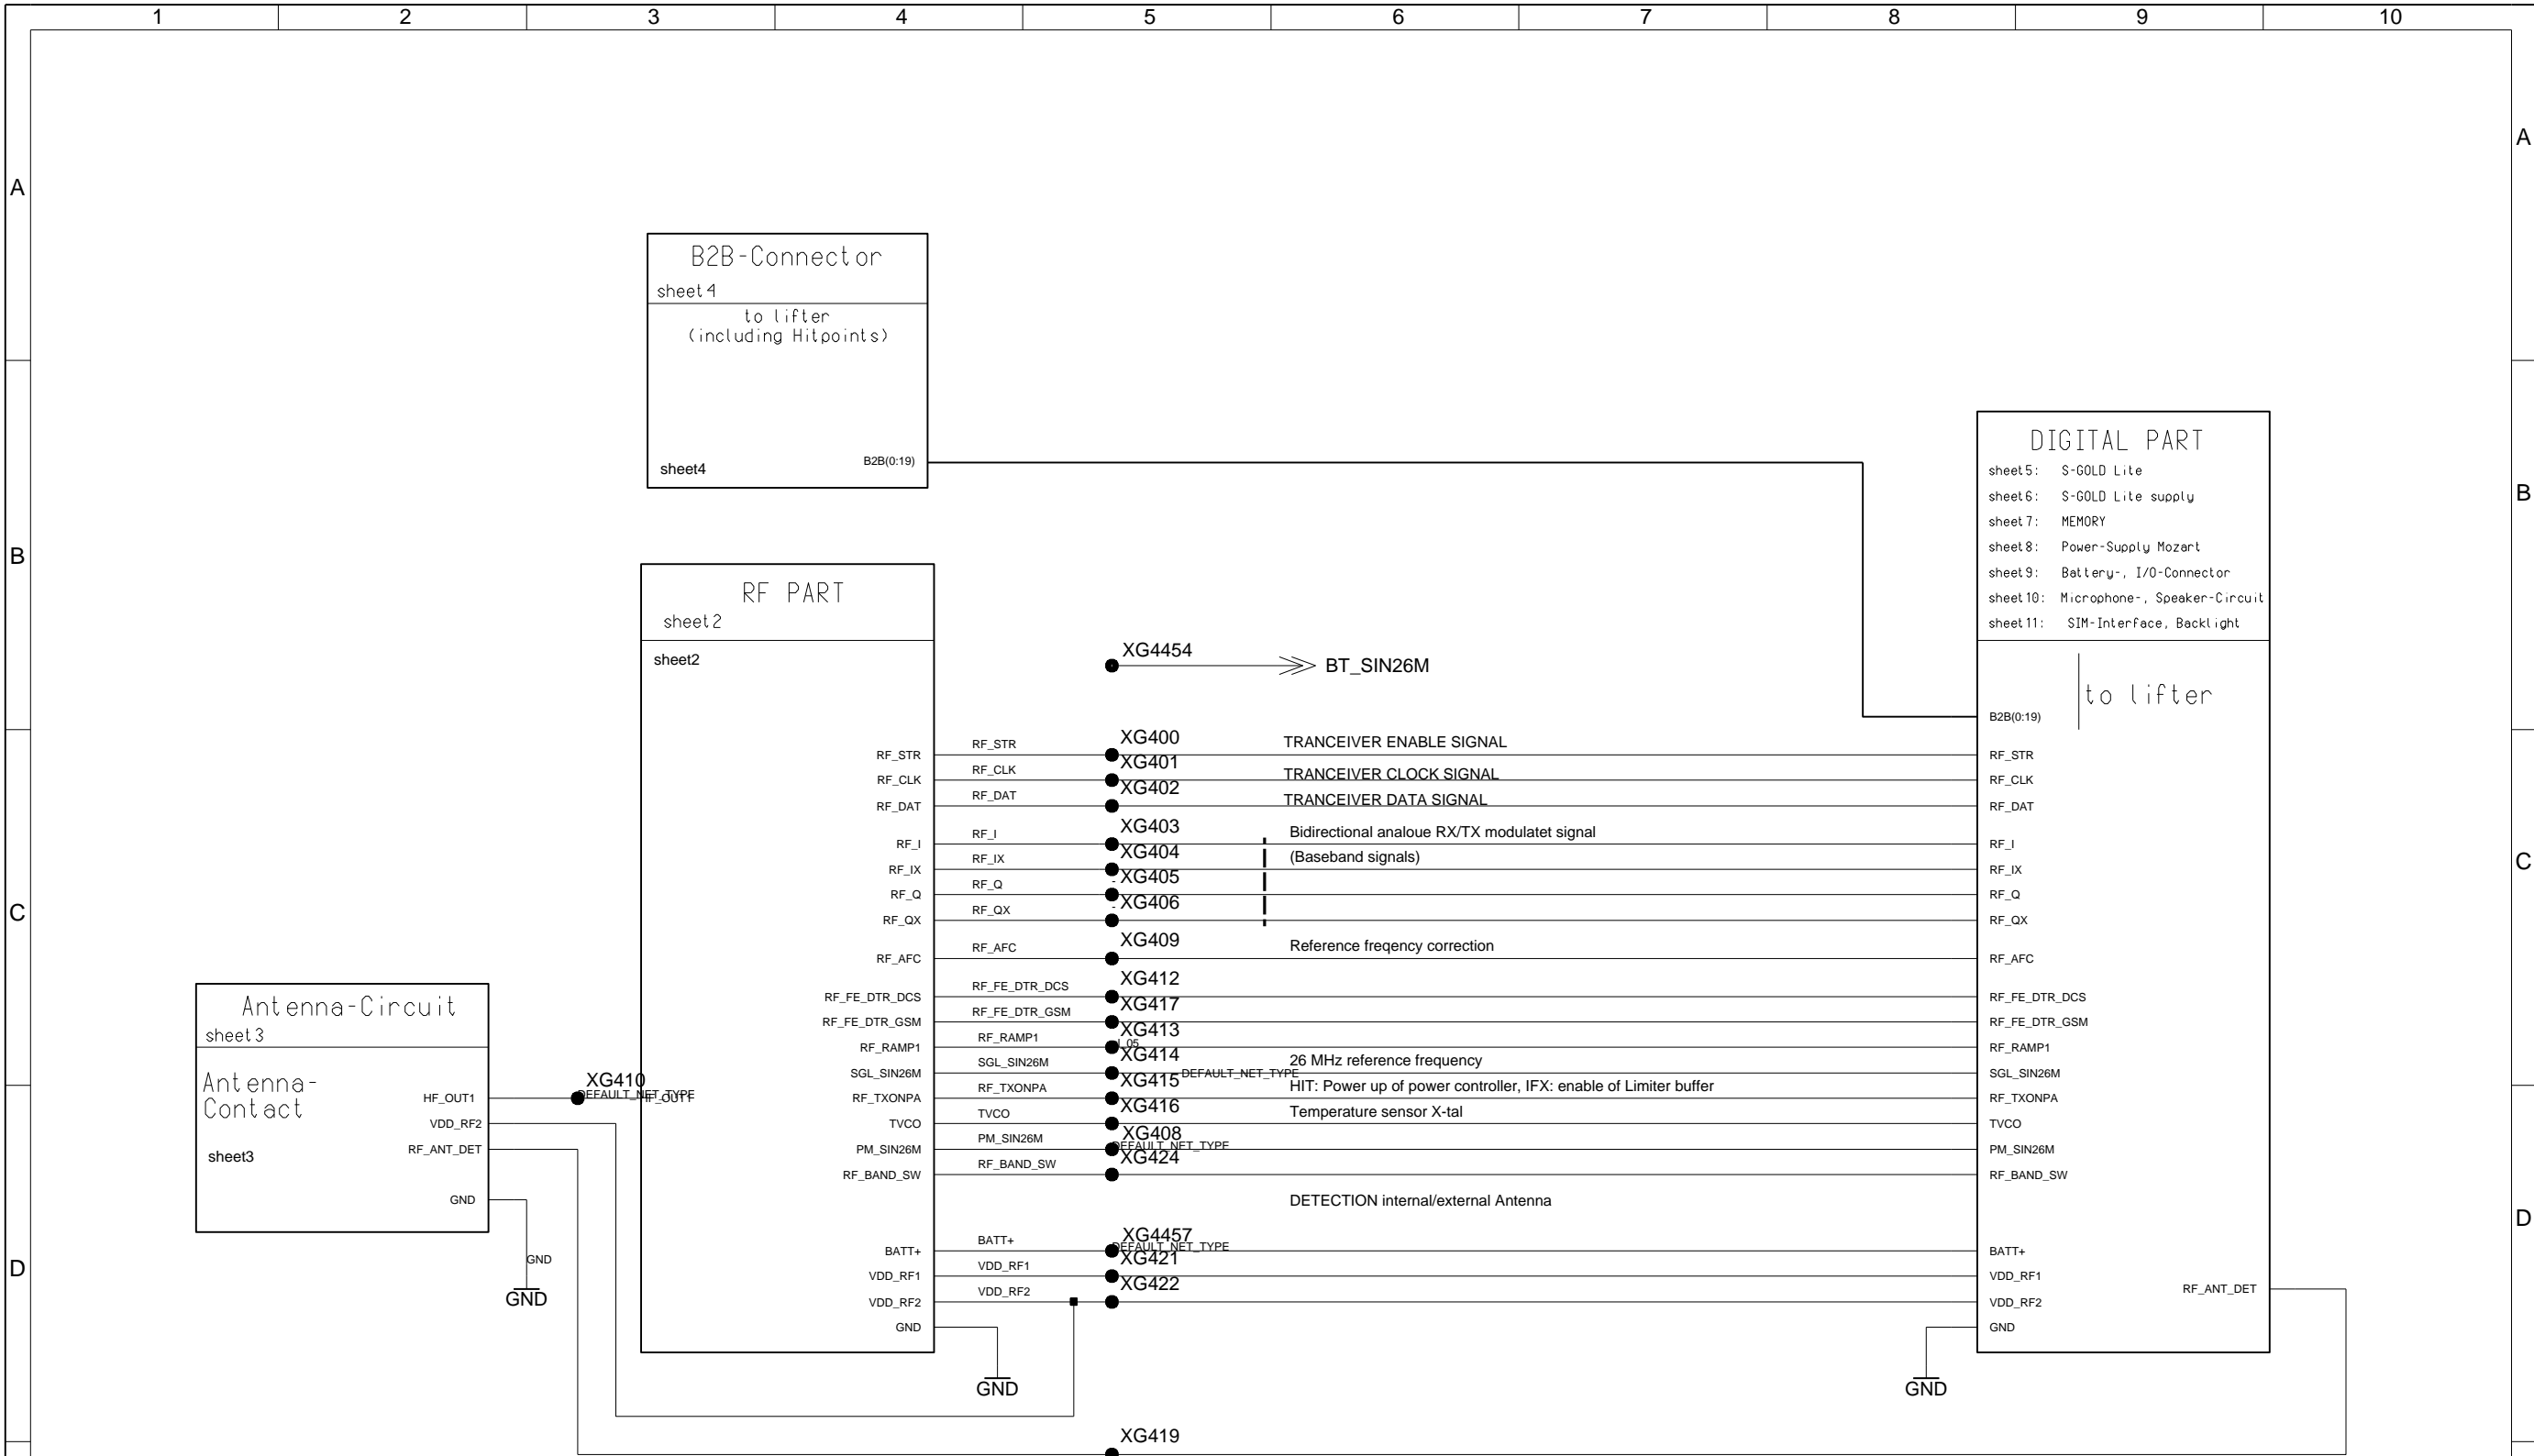 1 2 3 4 5 6 7 8 9 10
A
A
B
B
C
C
D
D
B2B-Connector
sheet4
to lifter
(including Hitpoints)
sheet4
B2B(0:19)
DIGITAL PART
sheet5: S-GOLD Lite
sheet6: S-GOLD Lite supply
sheet7: MEMORY
sheet8: Power-Supply Mozart
sheet9: Battery-, I/O-Connector
sheet10: Microphone-, Speaker-Circuit
sheet11: SIM-Interface, Backlight
to lifter
B2B(0:19)
RF_STR
RF_CLK
RF_DAT
RF_I
RF_IX
RF_Q
RF_QX
RF_AFC
RF_FE_DTR_DCS
RF_FE_DTR_GSM
RF_RAMP1
SGL_SIN26M
RF_TXONPA
TVCO
PM_SIN26M
RF_BAND_SW
BATT+
VDD_RF1
VDD_RF2
GND
RF_ANT_DET
GND
RF PART
sheet2
sheet2
RF_STR
RF_CLK
RF_DAT
RF_I
RF_IX
RF_Q
RF_QX
RF_AFC
RF_FE_DTR_DCS
RF_FE_DTR_GSM
RF_RAMP1
SGL_SIN26M
RF_TXONPA
TVCO
PM_SIN26M
RF_BAND_SW
BATT+
VDD_RF1
VDD_RF2
GND
GND
XG4454
BT_SIN26M
RF_STR XG400 TRANCEIVER ENABLE SIGNAL
RF_CLK XG401 TRANCEIVER CLOCK SIGNAL
RF_DAT XG402 TRANCEIVER DATA SIGNAL
RF_I XG403 Bidirectional analoue RX/TX modulatet signal
RF_IX XG404 (Baseband signals)
RF_Q XG405
RF_QX XG406
RF_AFC XG409 Reference freqency correction
RF_FE_DTR_DCS XG412
RF_FE_DTR_GSM XG417
RF_RAMP1 XG413
SGL_SIN26M XG414 26 MHz reference frequency
DEFAULT_NET_TYPE
RF_TXONPA XG415 HIT: Power up of power controller, IFX: enable of Limiter buffer
TVCO XG416 Temperature sensor X-tal
PM_SIN26M XG408
DEFAULT_NET_TYPE
RF_BAND_SW XG424
DETECTION internal/external Antenna
BATT+ XG4457
DEFAULT_NET_TYPE
VDD_RF1 XG421
VDD_RF2 XG422
XG419
Antenna-Circuit
sheet3
Antenna-
Contact
sheet3
HF_OUT1
VDD_RF2
RF_ANT_DET
GND
GND
GND
XG410
DEFAULT_NET_TYPE
HF_OUT1